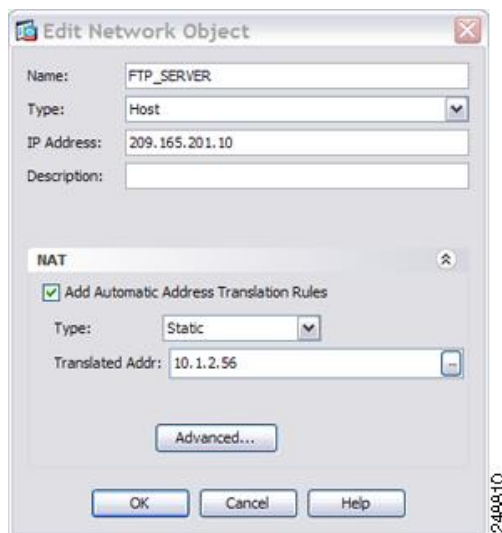 Edit Network Object
Name: FTP_SERVER
Type: Host
IP Address: 209.165.201.10
Description:
NAT
Add Automatic Address Translation Rules
Type: Static
Translated Addr: 10.1.2.56 ...
Advanced...
OK Cancel Help
248810